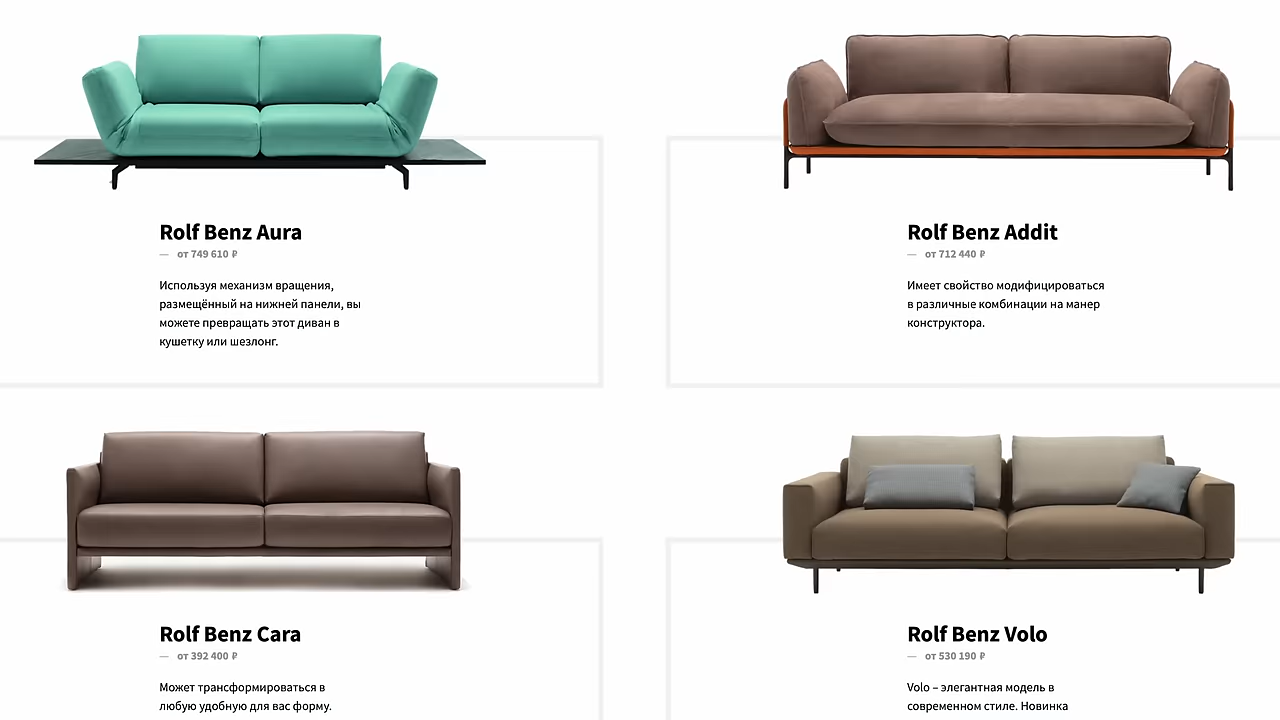 Rolf Benz Aura
— от 749 610 ₽
Используя механизм вращения,
размещённый на нижней панели, вы
можете превращать этот диван в
кушетку или шезлонг.
Rolf Benz Addit
— от 712 440 ₽
Имеет свойство модифицироваться
в различные комбинации на манер
конструктора.
Rolf Benz Cara
— от 392 400 ₽
Может трансформироваться в
любую удобную для вас форму.
Rolf Benz Volo
— от 530 190 ₽
Volo – элегантная модель в
современном стиле. Новинка